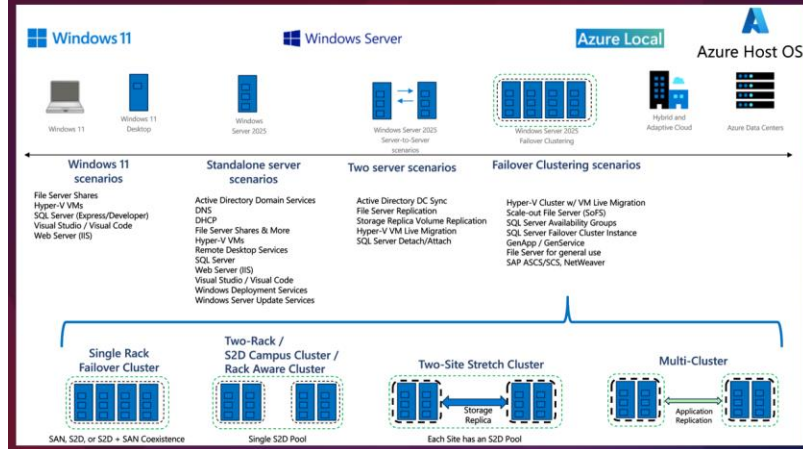 Windows 11
Windows Server
Azure Local
Azure Host OS
Windows 11
Windows 11
Desktop
Windows
Server 2025
Windows Server 2025
Server-to-Server
scenarios
Windows Server 2025
Failover Clustering
Hybrid and
Adaptive Cloud
Azure Data Centers
Windows 11
scenarios
File Server Shares
Hyper-V VMs
SQL Server (Express/Developer)
Visual Studio / Visual Code
Web Server (IIS)
Standalone server
scenarios
Active Directory Domain Services
DNS
DHCP
File Server Shares & More
Hyper-V VMs
Remote Desktop Services
SQL Server
Web Server (IIS)
Visual Studio / Visual Code
Windows Deployment Services
Windows Server Update Services
Two server scenarios
Active Directory DC Sync
File Server Replication
Storage Replica Volume Replication
Hyper-V VM Live Migration
SQL Server Detach/Attach
Failover Clustering scenarios
Hyper-V Cluster w/ VM Live Migration
Scale-out File Server (SoFS)
SQL Server Availability Groups
SQL Server Failover Cluster Instance
GenApp / GenService
File Server for general use
SAP ASCS/SCS, NetWeaver
Single Rack
Failover Cluster
SAN, S2D, or S2D + SAN Coexistence
Two-Rack /
S2D Campus Cluster /
Rack Aware Cluster
Single S2D Pool
Two-Site Stretch Cluster
Storage
Replica
Each Site has an S2D Pool
Multi-Cluster
Application
Replication